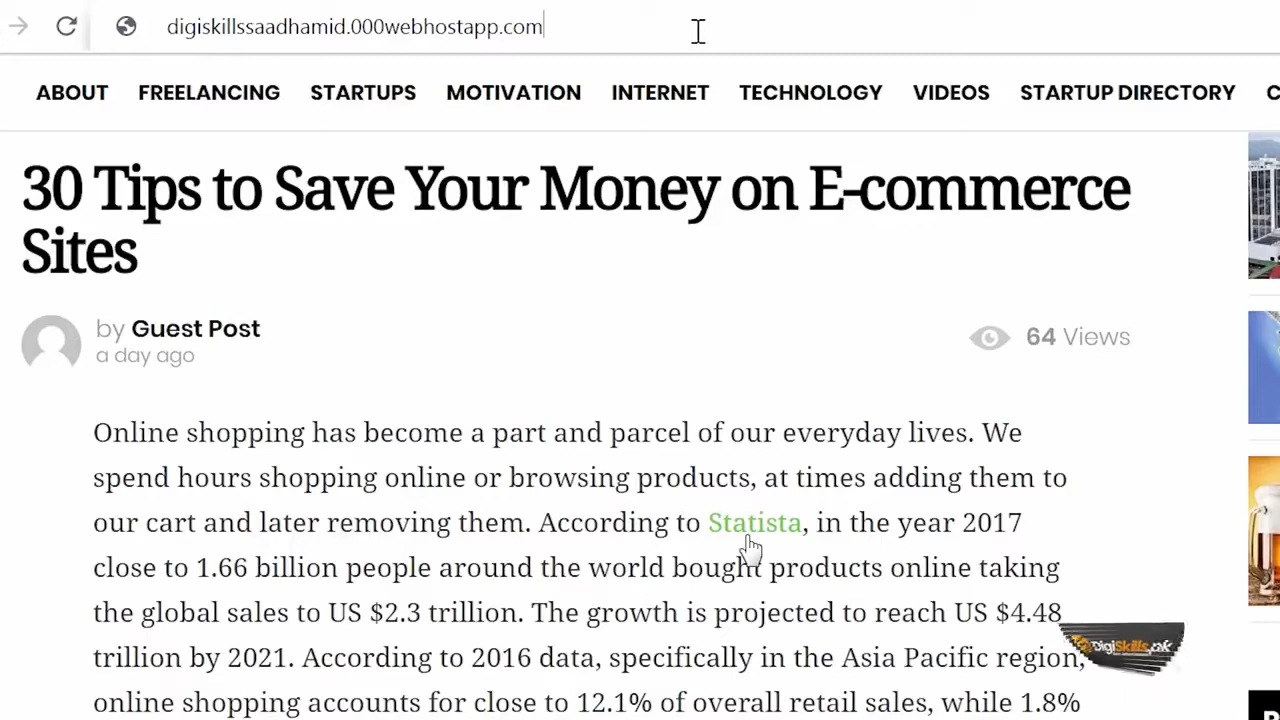 digiskillssaadhamid.000webhostapp.com
ABOUT FREELANCING STARTUPS MOTIVATION INTERNET TECHNOLOGY VIDEOS STARTUP DIRECTORY C
30 Tips to Save Your Money on E-commerce
Sites
by Guest Post
a day ago
64 Views
Online shopping has become a part and parcel of our everyday lives. We
spend hours shopping online or browsing products, at times adding them to
our cart and later removing them. According to Statista, in the year 2017
close to 1.66 billion people around the world bought products online taking
the global sales to US $2.3 trillion. The growth is projected to reach US $4.48
trillion by 2021. According to 2016 data, specifically in the Asia Pacific region,
online shopping accounts for close to 12.1% of overall retail sales, while 1.8%
DigiSkills.pk